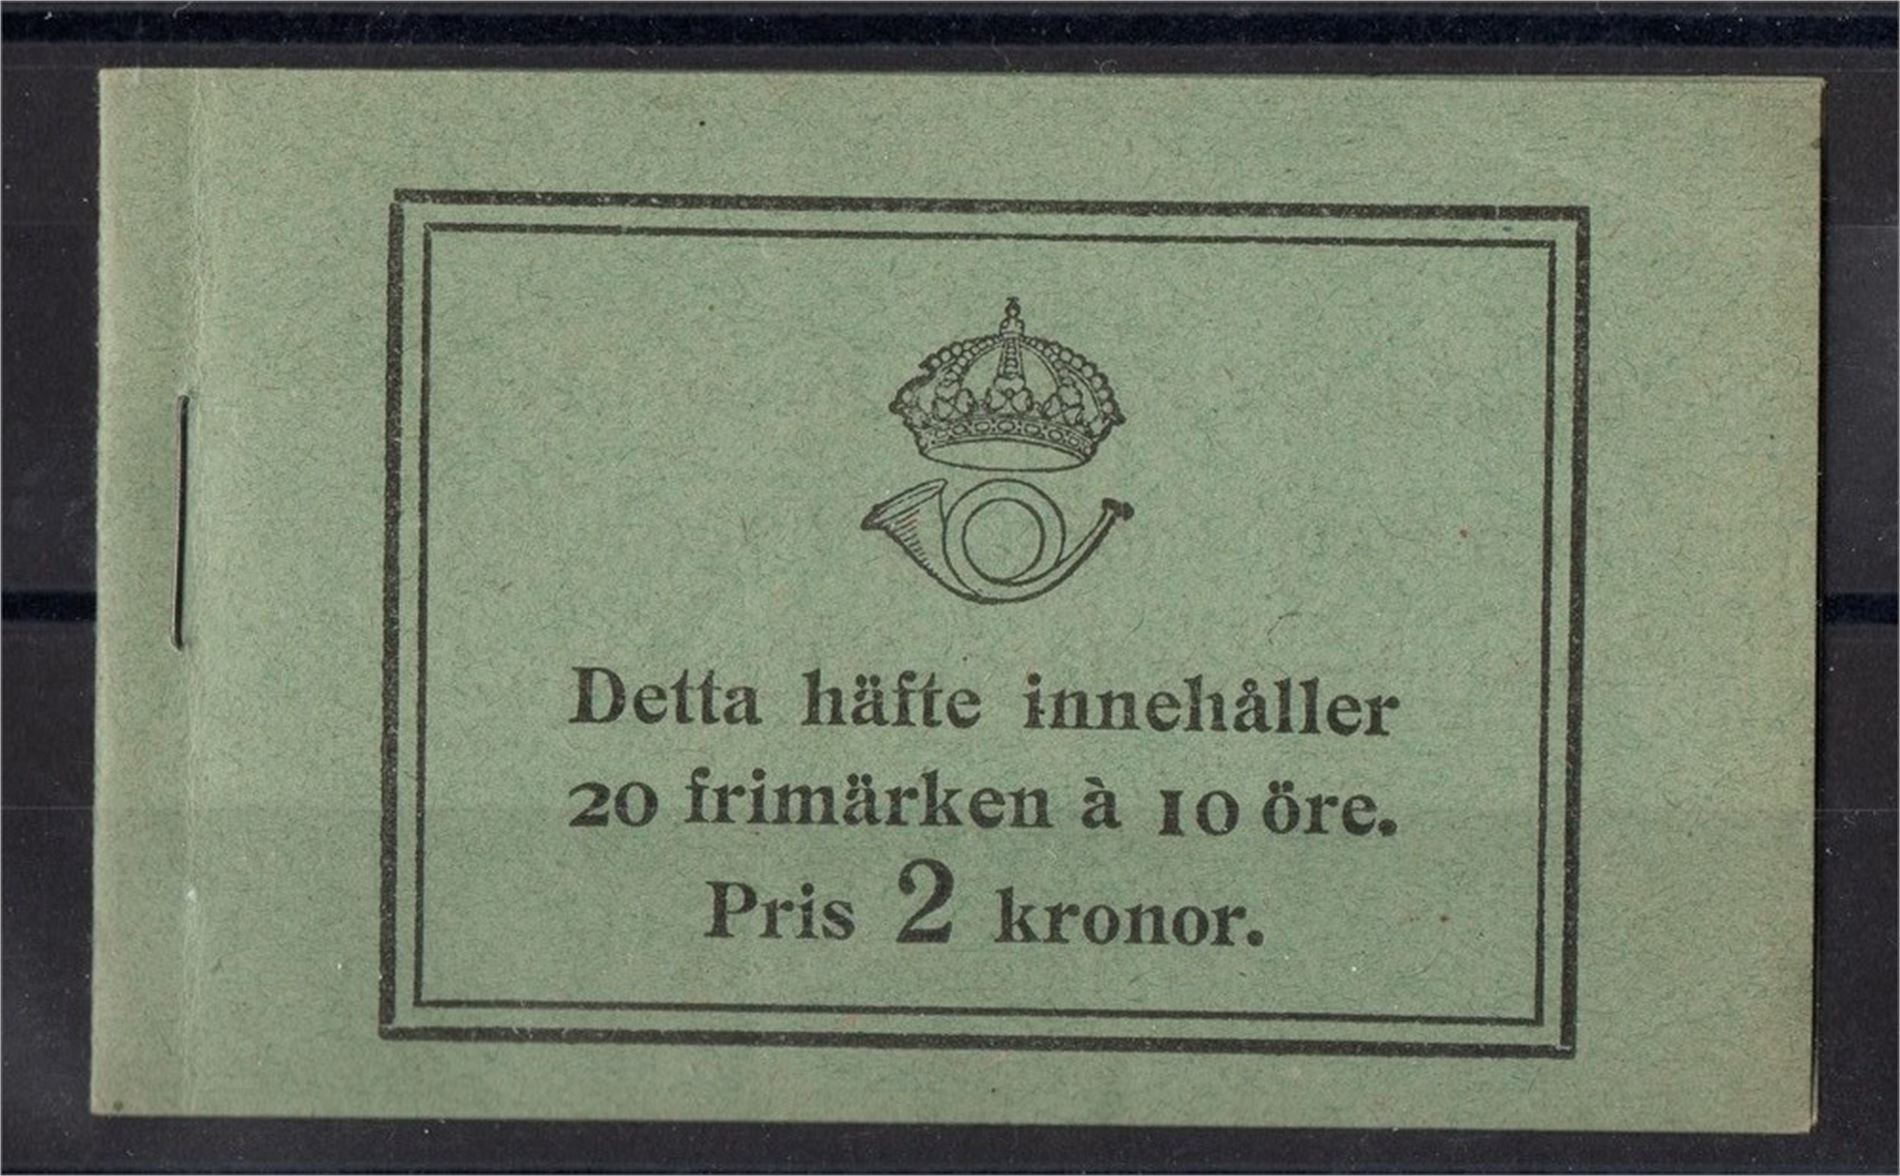 Detta häfte innehåller
20 frimärken à 10 öre.
Pris 2 kronor.